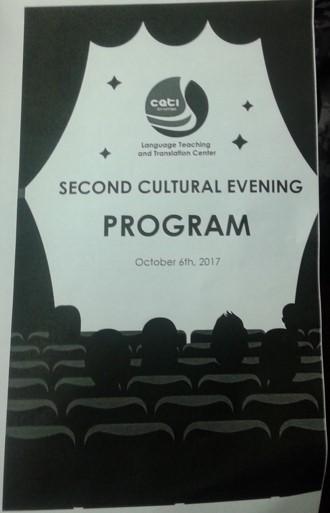 ceti
Language Teaching
and Translation Center
SECOND CULTURAL EVENING
PROGRAM
October 6th, 2017